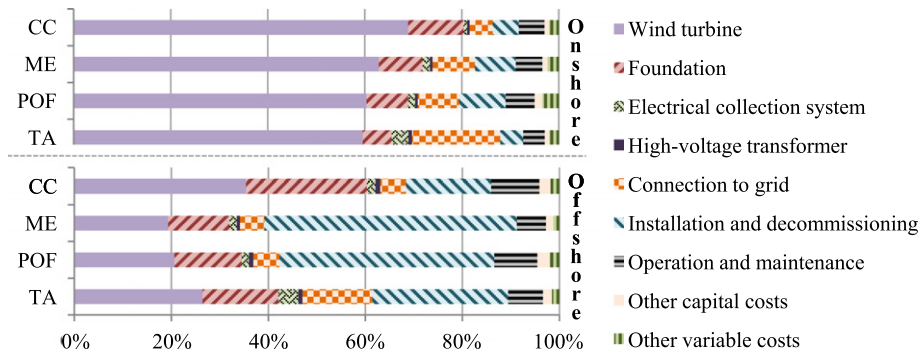 CC
ME
POF
TA
Onshore
CC
ME
POF
TA
Offshore
0%
20%
40%
60%
80%
100%
Wind turbine
Foundation
Electrical collection system
High-voltage transformer
Connection to grid
Installation and decommissioning
Operation and maintenance
Other capital costs
Other variable costs